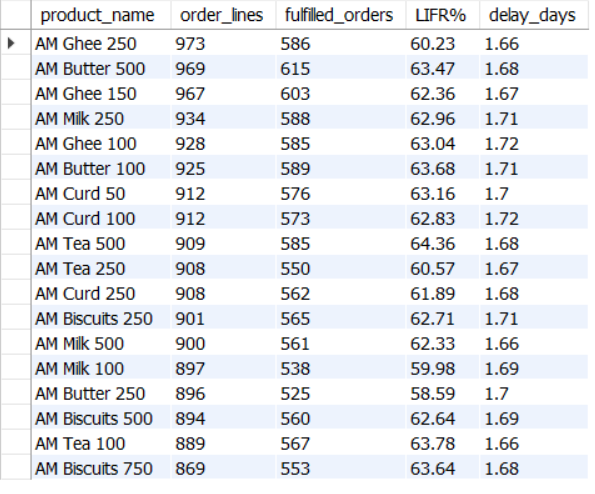 product_name order_lines fulfilled_orders LIFR% delay_days
AM Ghee 250 973 586 60.23 1.66
AM Butter 500 969 615 63.47 1.68
AM Ghee 150 967 603 62.36 1.67
AM Milk 250 934 588 62.96 1.71
AM Ghee 100 928 585 63.04 1.72
AM Butter 100 925 589 63.68 1.71
AM Curd 50 912 576 63.16 1.7
AM Curd 100 912 573 62.83 1.72
AM Tea 500 909 585 64.36 1.68
AM Tea 250 908 550 60.57 1.67
AM Curd 250 908 562 61.89 1.68
AM Biscuits 250 901 565 62.71 1.71
AM Milk 500 900 561 62.33 1.66
AM Milk 100 897 538 59.98 1.69
AM Butter 250 896 525 58.59 1.7
AM Biscuits 500 894 560 62.64 1.69
AM Tea 100 889 567 63.78 1.66
AM Biscuits 750 869 553 63.64 1.68